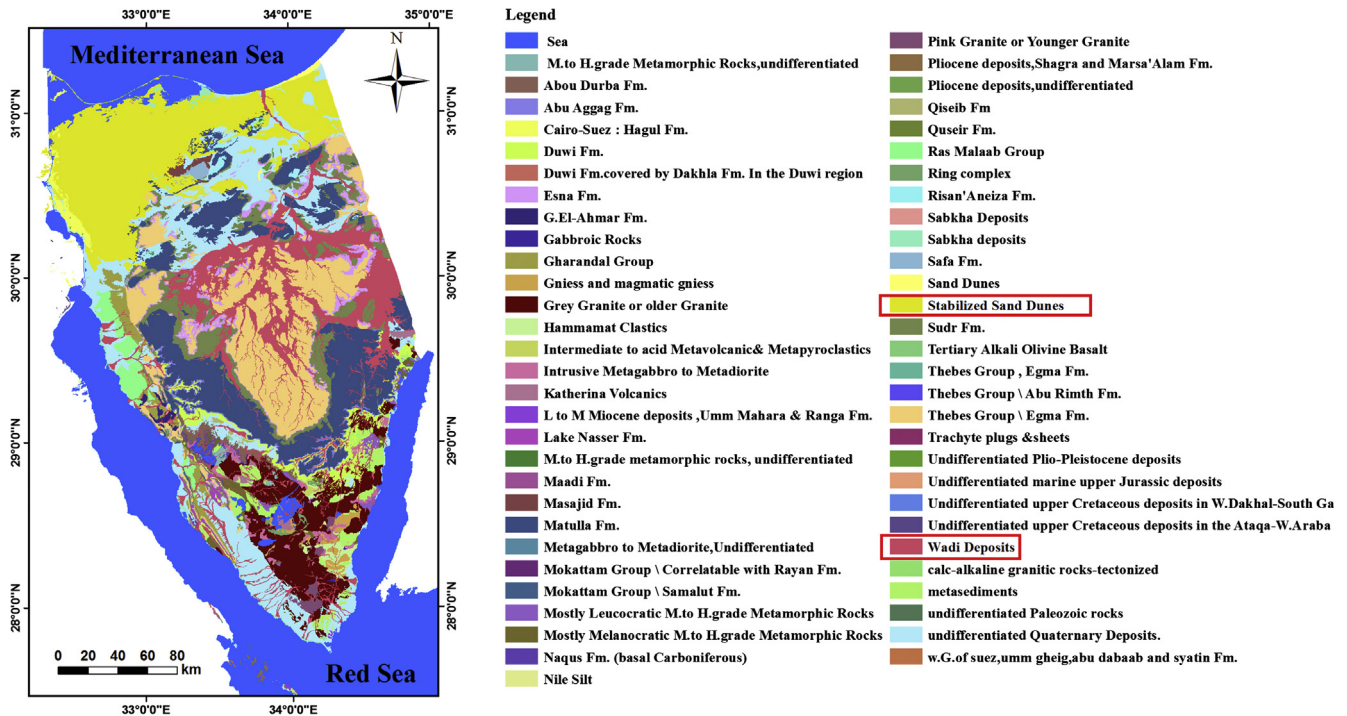 33°0'0"E 34°0'0"E 35°0'0"E
Mediterranean Sea
N
31°0'0"N
31°0'0"N
30°0'0"N
30°0'0"N
29°0'0"N
29°0'0"N
28°0'0"N
28°0'0"N
0 20 40 60 80
km
Red Sea
33°0'0"E 34°0'0"E
Legend
Sea
M.to H.grade Metamorphic Rocks,undifferentiated
Abou Durba Fm.
Abu Aggag Fm.
Cairo-Suez : Hagul Fm.
Duwi Fm.
Duwi Fm.covered by Dakhla Fm. In the Duwi region
Esna Fm.
G.El-Ahmar Fm.
Gabbroic Rocks
Gharandal Group
Gniess and magmatic gniess
Grey Granite or older Granite
Hammamat Clastics
Intermediate to acid Metavolcanic& Metapyroclastics
Intrusive Metagabbro to Metadiorite
Katherina Volcanics
L to M Miocene deposits ,Umm Mahara & Ranga Fm.
Lake Nasser Fm.
M.to H.grade metamorphic rocks, undifferentiated
Maadi Fm.
Masajid Fm.
Matulla Fm.
Metagabbro to Metadiorite,Undifferentiated
Mokattam Group \ Correlatable with Rayan Fm.
Mokattam Group \ Samalut Fm.
Mostly Leucocratic M.to H.grade Metamorphic Rocks
Mostly Melanocratic M.to H.grade Metamorphic Rocks
Naqus Fm. (basal Carboniferous)
Nile Silt
Pink Granite or Younger Granite
Pliocene deposits,Shagra and Marsa'Alam Fm.
Pliocene deposits,undifferentiated
Qiseib Fm
Quseir Fm.
Ras Malaab Group
Ring complex
Risan'Aneiza Fm.
Sabkha Deposits
Sabkha deposits
Safa Fm.
Sand Dunes
Stabilized Sand Dunes
Sudr Fm.
Tertiary Alkali Olivine Basalt
Thebes Group , Egma Fm.
Thebes Group \ Abu Rimth Fm.
Thebes Group \ Egma Fm.
Trachyte plugs &sheets
Undifferentiated Plio-Pleistocene deposits
Undifferentiated marine upper Jurassic deposits
Undifferentiated upper Cretaceous deposits in W.Dakhal-South Ga
Undifferentiated upper Cretaceous deposits in the Ataqa-W.Araba
Wadi Deposits
calc-alkaline granitic rocks-tectonized
metasediments
undifferentiated Paleozoic rocks
undifferentiated Quaternary Deposits.
w.G.of suez,umm gheig,abu dabaab and syatin Fm.